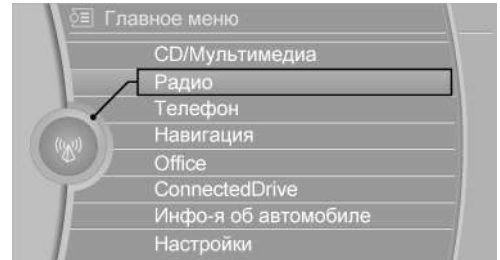 Главное меню
CD/Мультимедиа
Радио
Телефон
Навигация
Office
ConnectedDrive
Инфо-я об автомобиле
Настройки